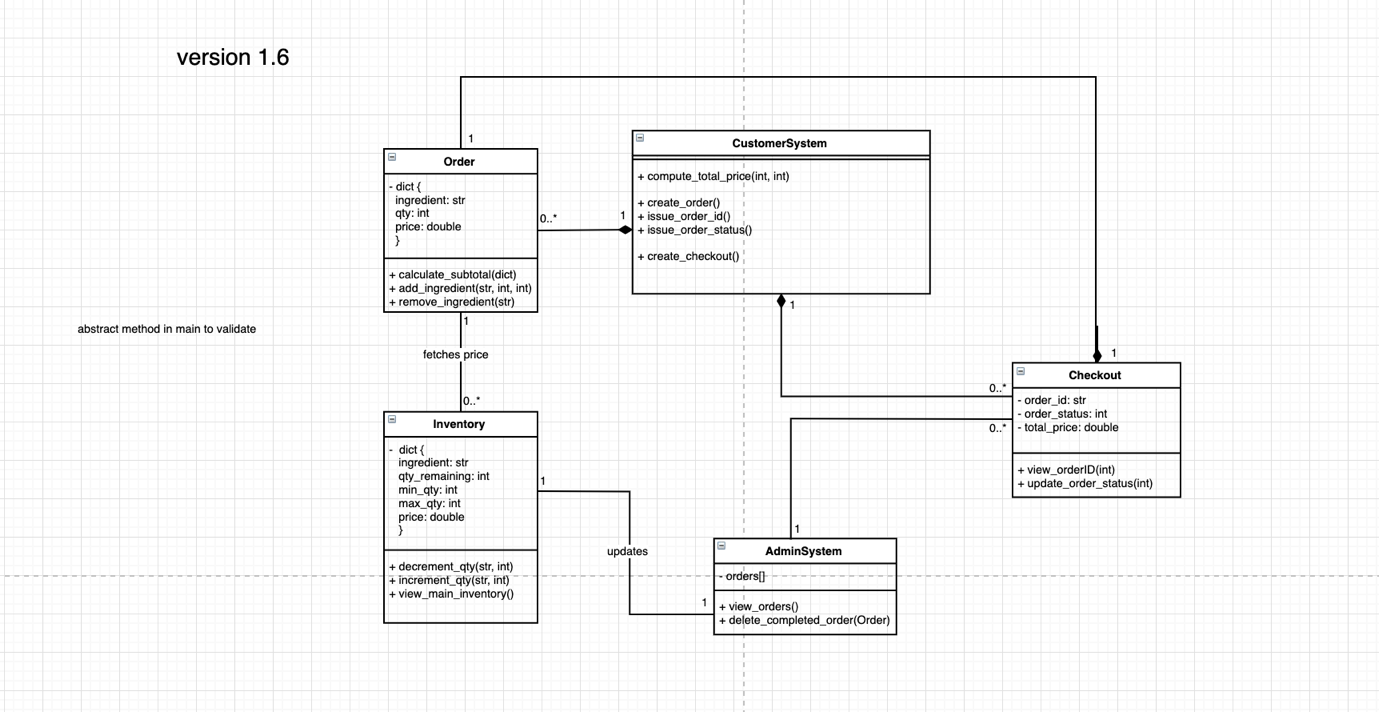 version 1.6
1
Order
- dict {
ingredient: str
qty: int
price: double
}
+ calculate_subtotal(dict)
+ add_ingredient(str, int, int)
+ remove_ingredient(str)
0..*
1
CustomerSystem
+ compute_total_price(int, int)
+ create_order()
+ issue_order_id()
+ issue_order_status()
+ create_checkout()
1
1
abstract method in main to validate
fetches price
0..*
1
Checkout
- order_id: str
- order_status: int
- total_price: double
+ view_orderID(int)
+ update_order_status(int)
0..*
0..*
Inventory
- dict {
ingredient: str
qty_remaining: int
min_qty: int
max_qty: int
price: double
}
+ decrement_qty(str, int)
+ increment_qty(str, int)
+ view_main_inventory()
1
updates
1
1
AdminSystem
- orders[]
+ view_orders()
+ delete_completed_order(Order)